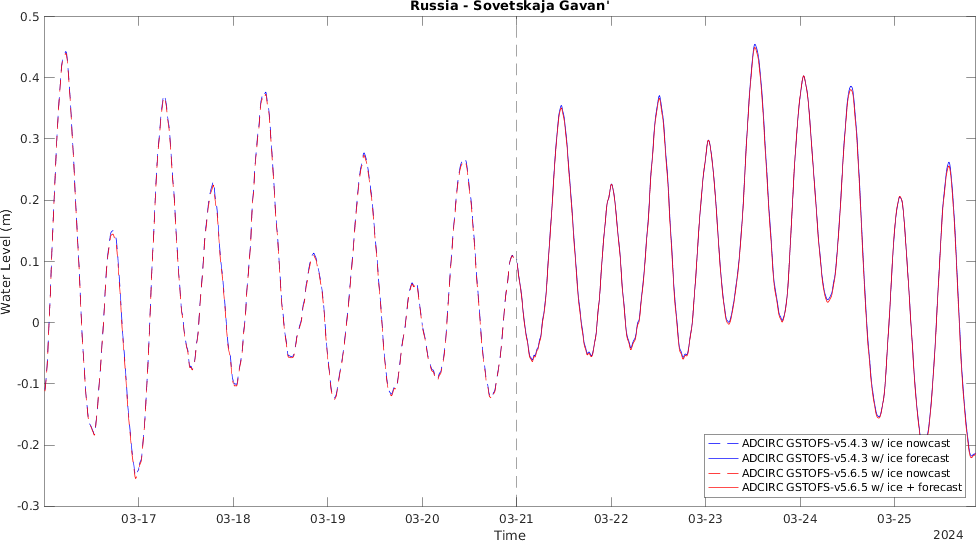 Russia - Sovetskaja Gavan'
0.5
0.4
0.3
0.2
0.1
0
-0.1
-0.2
-0.3
Water Level (m)
03-17
03-18
03-19
03-20
03-21
03-22
03-23
03-24
03-25
Time
2024
ADCIRC GSTOFS-v5.4.3 w/ ice nowcast
ADCIRC GSTOFS-v5.4.3 w/ ice forecast
ADCIRC GSTOFS-v5.6.5 w/ ice nowcast
ADCIRC GSTOFS-v5.6.5 w/ ice + forecast